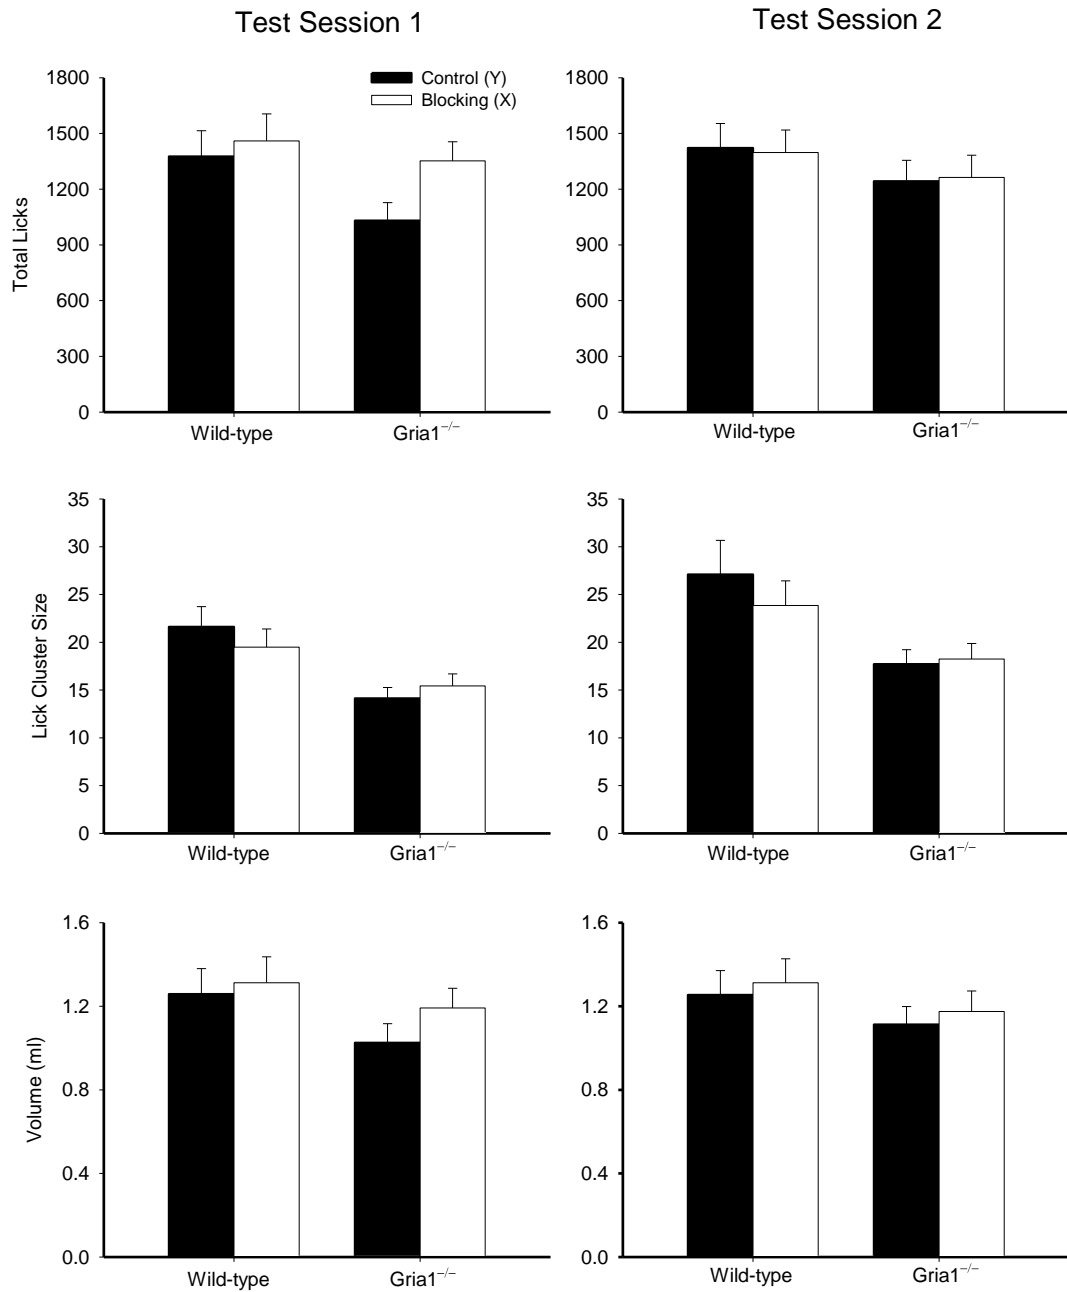 Test Session 1
Test Session 2
Total Licks
1800
1500
1200
900
600
300
0
Control (Y)
Blocking (X)
Wild-type
Gria1−/−
1800
1500
1200
900
600
300
0
Wild-type
Gria1−/−
Lick Cluster Size
35
30
25
20
15
10
5
0
Wild-type
Gria1−/−
35
30
25
20
15
10
5
0
Wild-type
Gria1−/−
Volume (ml)
1.6
1.2
0.8
0.4
0.0
Wild-type
Gria1−/−
1.6
1.2
0.8
0.4
0.0
Wild-type
Gria1−/−